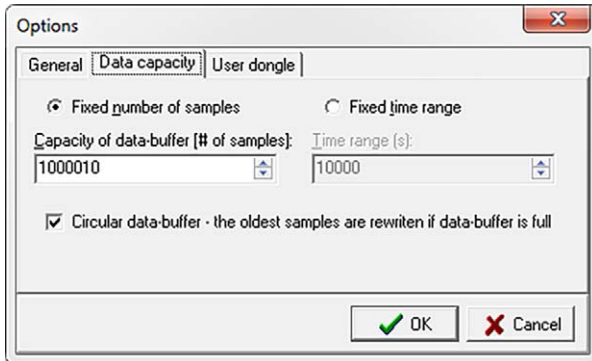 Options
General Data capacity User dongle
Fixed number of samples Fixed time range
Capacity of data-buffer [# of samples]: Time range (s):
1000010 10000
Circular data-buffer - the oldest samples are rewriten if data-buffer is full
OK Cancel